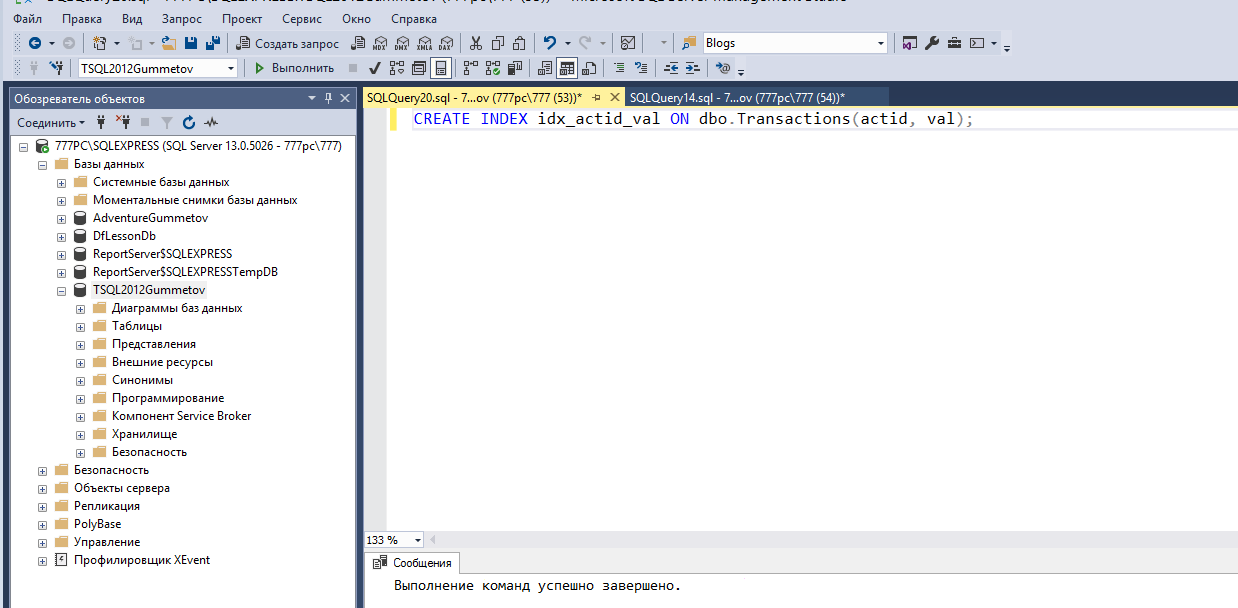 Файл Правка Вид Запрос Проект Сервис Окно Справка
Создать запрос MDX DMX XMLA DAX Blogs
TSQL2012Gummetov Выполнить
Обозреватель объектов
SQLQuery20.sql - 7...ov (777pc\777 (53))* SQLQuery14.sql - 7...ov (777pc\777 (54))*
Соединить
CREATE INDEX idx_actid_val ON dbo.Transactions(actid, val);
777PC\SQLEXPRESS (SQL Server 13.0.5026 - 777pc\777)
Базы данных
Системные базы данных
Моментальные снимки базы данных
AdventureGummetov
DfLessonDb
ReportServer$SQLEXPRESS
ReportServer$SQLEXPRESSTempDB
TSQL2012Gummetov
Диаграммы баз данных
Таблицы
Представления
Внешние ресурсы
Синонимы
Программирование
Компонент Service Broker
Хранилище
Безопасность
Безопасность
Объекты сервера
Репликация
PolyBase
Управление
Профилировщик XEvent
133 %
Сообщения
Выполнение команд успешно завершено.